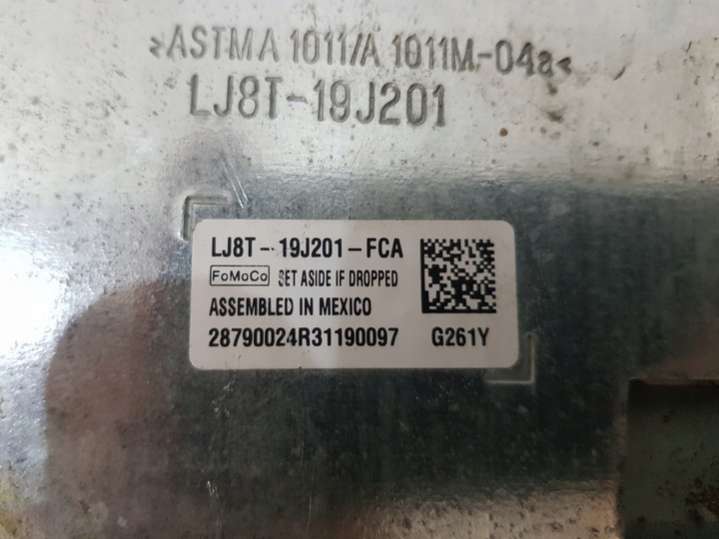 >ASTMA 1011/A 1011M-04a<
LJ8T-19J201
LJ8T-19J201-FCA
FoMoCo SET ASIDE IF DROPPED
ASSEMBLED IN MEXICO
28790024R31190097 G261Y